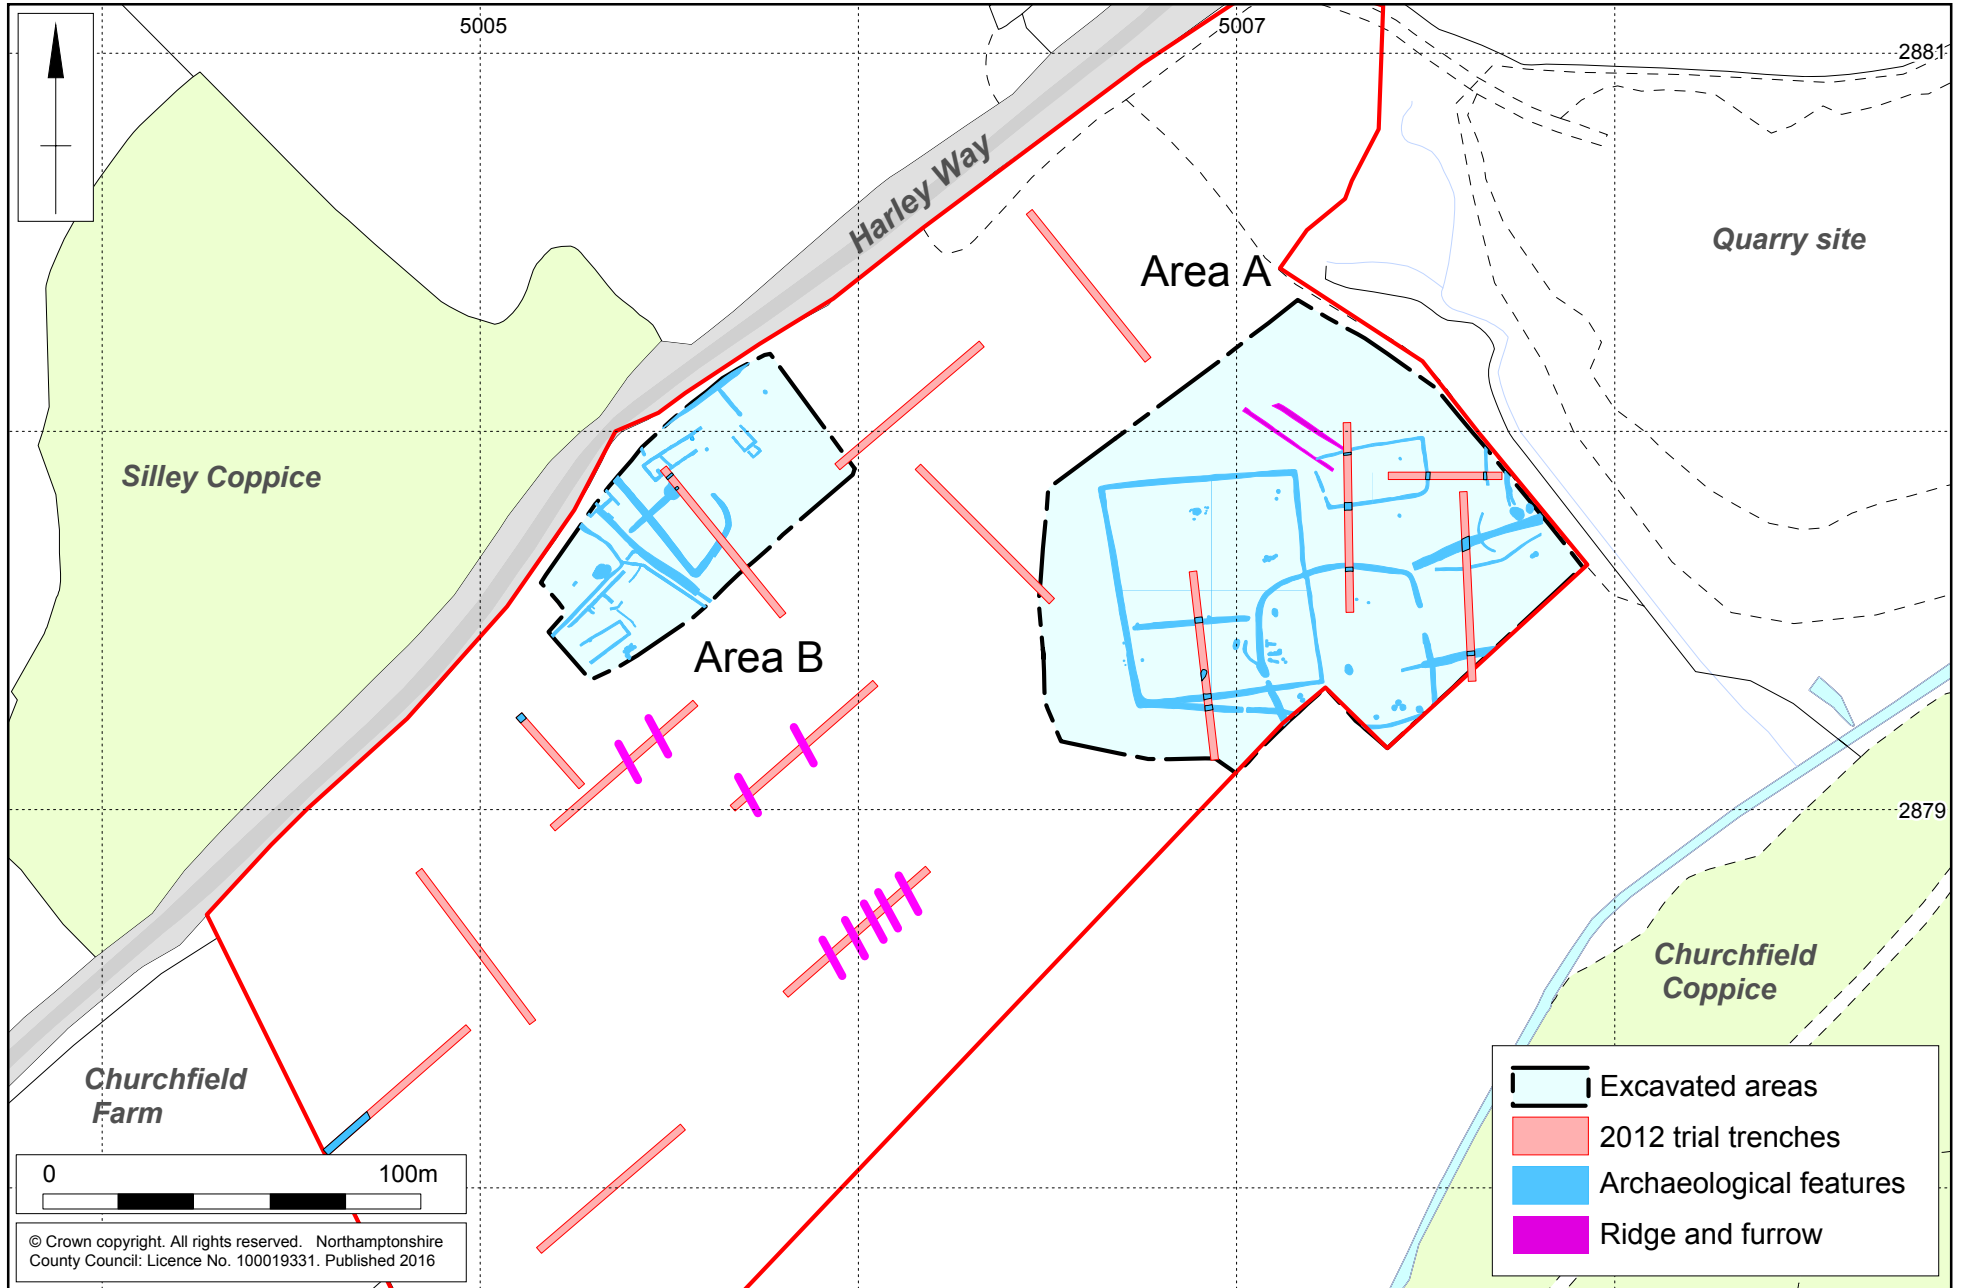 5005
5007
2881
Harley Way
Quarry site
Area A
Silley Coppice
Area B
2879
Churchfield
Coppice
Churchfield
Farm
Excavated areas
2012 trial trenches
Archaeological features
Ridge and furrow
0 100m
© Crown copyright. All rights reserved. Northamptonshire
County Council: Licence No. 100019331. Published 2016